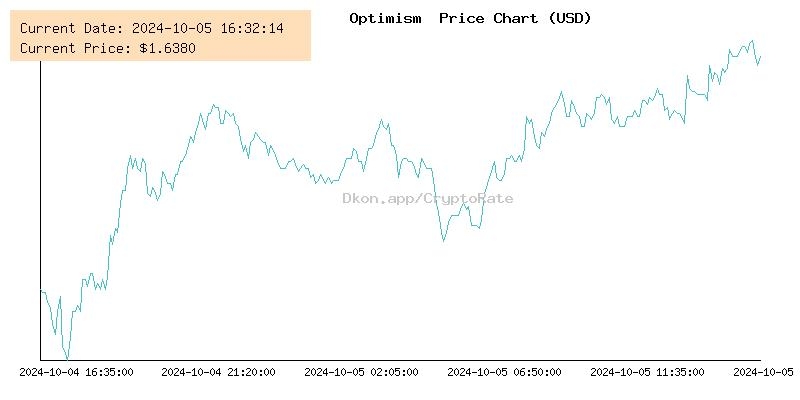 Optimism Price Chart (USD)
Current Date: 2024-10-05 16:32:14
Current Price: $1.6380
Dkon.app/CryptoRate
2024-10-04 16:35:00 2024-10-04 21:20:00 2024-10-05 02:05:00 2024-10-05 06:50:00 2024-10-05 11:35:00 2024-10-05